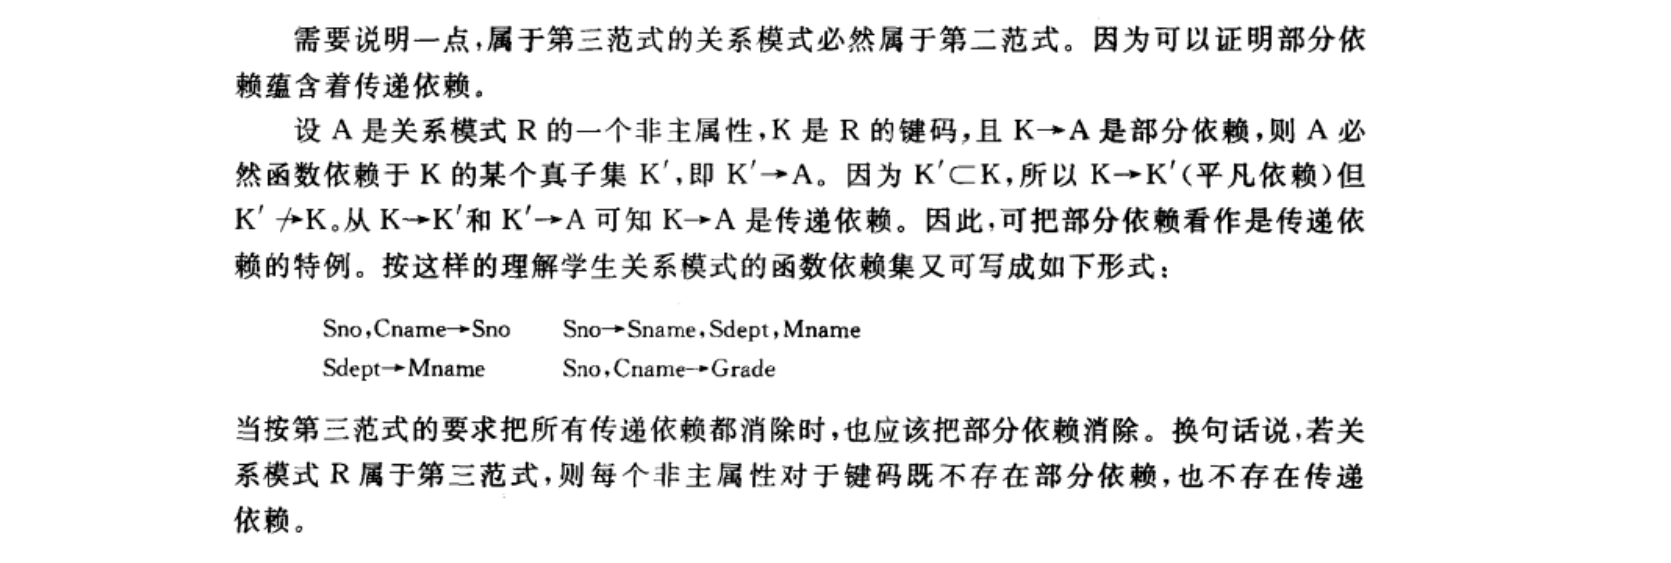 需要说明一点,属于第三范式的关系模式必然属于第二范式。因为可以证明部分依
赖蕴含着传递依赖。
设 A 是关系模式 R 的一个非主属性,K 是 R 的键码,且 K→A 是部分依赖,则 A 必
然函数依赖于 K 的某个真子集 K′,即 K′→A。因为 K′⊂K,所以 K→K′(平凡依赖)但
K′↛K。从 K→K′和 K′→A 可知 K→A 是传递依赖。因此,可把部分依赖看作是传递依
赖的特例。按这样的理解学生关系模式的函数依赖集又可写成如下形式:
Sno,Cname→Sno Sno→Sname,Sdept,Mname
Sdept→Mname Sno,Cname→Grade
当按第三范式的要求把所有传递依赖都消除时,也应该把部分依赖消除。换句话说,若关
系模式 R 属于第三范式,则每个非主属性对于键码既不存在部分依赖,也不存在传递
依赖。